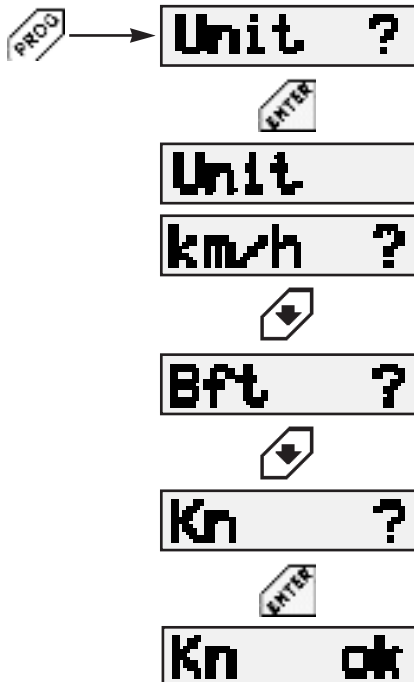 PROG
Unit ?
ENTER
Unit
km/h ?
Bft ?
Kn ?
ENTER
Kn ok